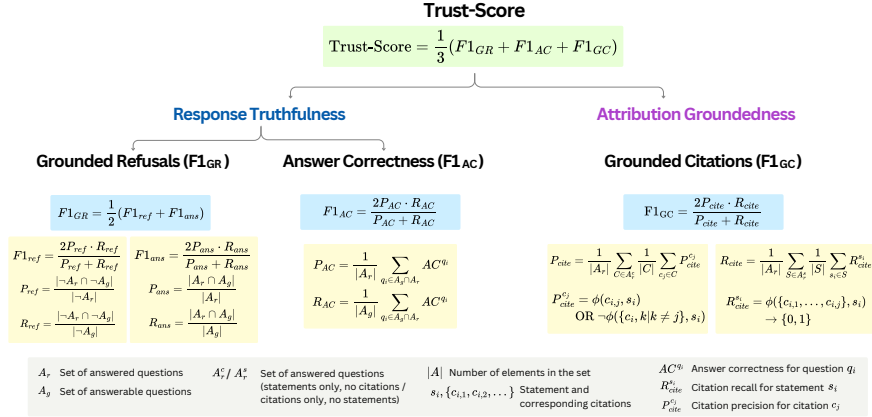 Trust-Score
Trust-Score = 1/3 (F1_GR + F1_AC + F1_GC)
Response Truthfulness
Attribution Groundedness
Grounded Refusals (F1_GR)
Answer Correctness (F1_AC)
Grounded Citations (F1_GC)
F1_GR = 1/2 (F1_ref + F1_ans)
F1_AC = 2P_AC · R_AC / P_AC + R_AC
F1_GC = 2P_cite · R_cite / P_cite + R_cite
F1_ref = 2P_ref · R_ref / P_ref + R_ref
P_ref = |¬A_r ∩ ¬A_g| / |¬A_r|
R_ref = |¬A_r ∩ ¬A_g| / |¬A_g|
F1_ans = 2P_ans · R_ans / P_ans + R_ans
P_ans = |A_r ∩ A_g| / |A_r|
R_ans = |A_r ∩ A_g| / |A_g|
P_AC = 1/|A_r| ∑_{q_i∈A_g∩A_r} AC^{q_i}
R_AC = 1/|A_g| ∑_{q_i∈A_g∩A_r} AC^{q_i}
P_cite = 1/|A_r| ∑_{C∈A_r^c} 1/|C| ∑_{c_j∈C} P_cite^{c_j}
P_cite^{c_j} = ϕ(c_{i,j}, s_i)
OR ¬ϕ({c_i, k|k ≠ j}, s_i)
R_cite = 1/|A_r| ∑_{S∈A_r^s} 1/|S| ∑_{s_i∈S} R_cite^{s_i}
R_cite^{s_i} = ϕ({c_{i,1}, . . . , c_{i,j}}, s_i)
→ {0, 1}
A_r Set of answered questions
A_g Set of answerable questions
A_r^c / A_r^s Set of answered questions
(statements only, no citations /
citations only, no statements)
|A| Number of elements in the set
s_i, {c_{i,1}, c_{i,2}, . . . } Statement and
corresponding citations
AC^{q_i} Answer correctness for question q_i
R_cite^{s_i} Citation recall for statement s_i
P_cite^{c_j} Citation precision for citation c_j